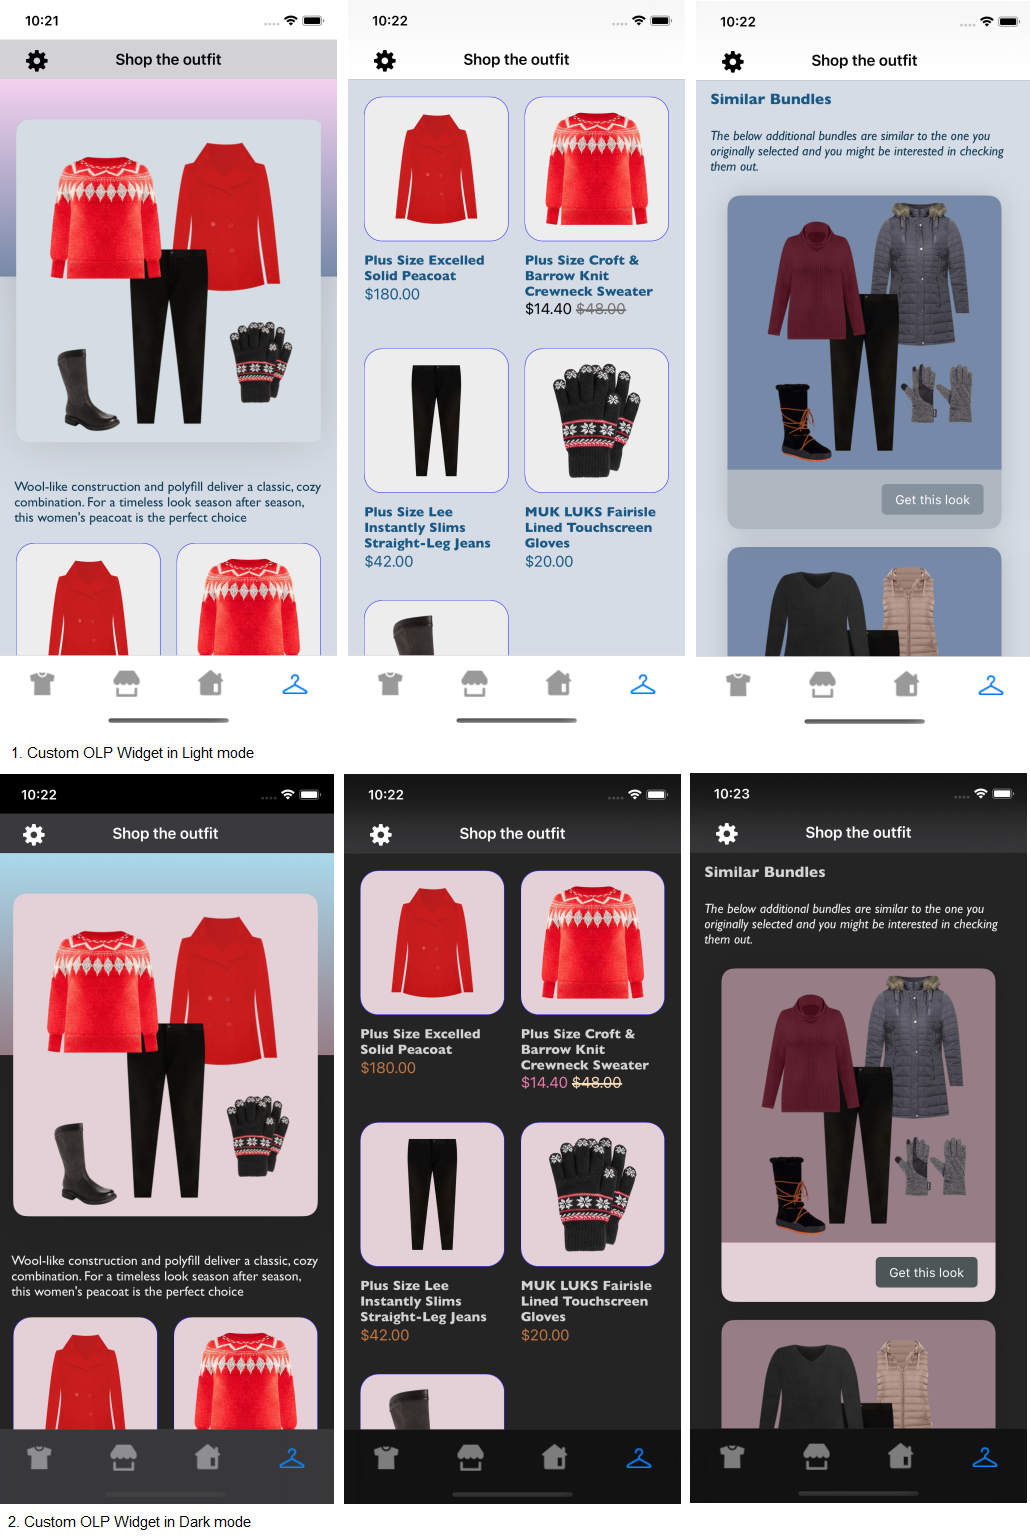 10:21
Shop the outfit
Wool-like construction and polyfill deliver a classic, cozy
combination. For a timeless look season after season,
this women's peacoat is the perfect choice
10:22
Shop the outfit
Plus Size Excelled
Solid Peacoat
$180.00
Plus Size Croft &
Barrow Knit
Crewneck Sweater
$14.40 $48.00
Plus Size Lee
Instantly Slims
Straight-Leg Jeans
$42.00
MUK LUKS Fairisle
Lined Touchscreen
Gloves
$20.00
10:22
Shop the outfit
Similar Bundles
The below additional bundles are similar to the one you
originally selected and you might be interested in checking
them out.
Get this look
1. Custom OLP Widget in Light mode
10:22
Shop the outfit
Wool-like construction and polyfill deliver a classic, cozy
combination. For a timeless look season after season,
this women's peacoat is the perfect choice
10:22
Shop the outfit
Plus Size Excelled
Solid Peacoat
$180.00
Plus Size Croft &
Barrow Knit
Crewneck Sweater
$14.40 $48.00
Plus Size Lee
Instantly Slims
Straight-Leg Jeans
$42.00
MUK LUKS Fairisle
Lined Touchscreen
Gloves
$20.00
10:23
Shop the outfit
Similar Bundles
The below additional bundles are similar to the one you
originally selected and you might be interested in checking
them out.
Get this look
2. Custom OLP Widget in Dark mode